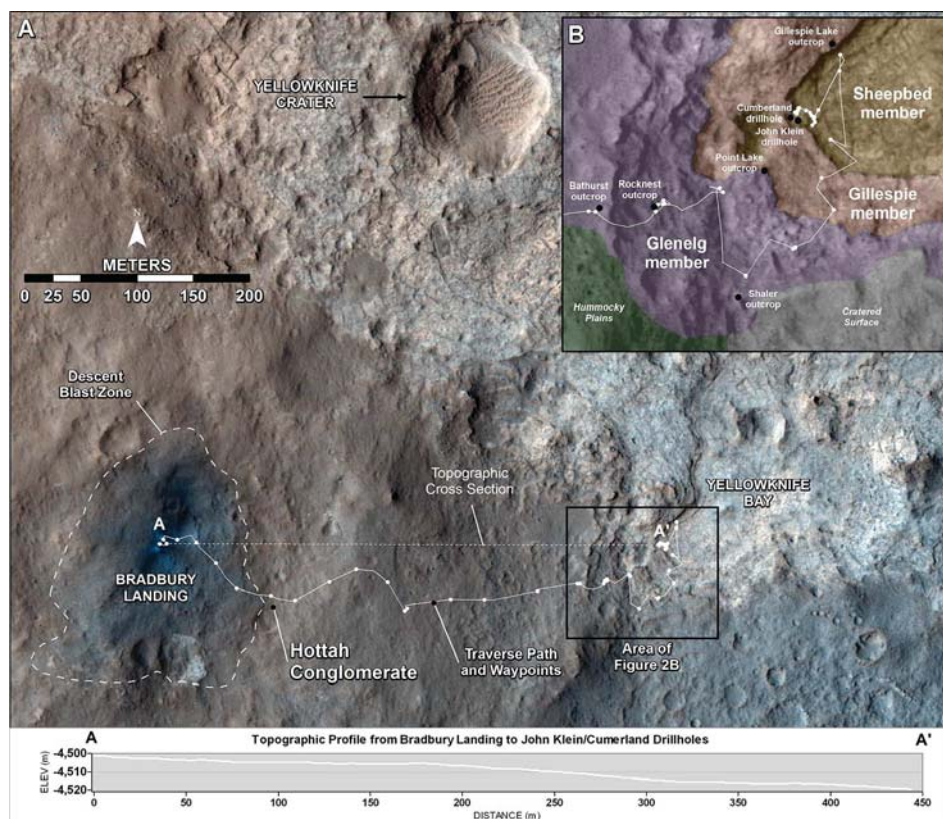 A
YELLOWKNIFE
CRATER
N
METERS
0 25 50 100 150 200
Descent
Blast Zone
A
BRADBURY
LANDING
Hottah
Conglomerate
Topographic
Cross Section
Traverse Path
and Waypoints
A'
YELLOWKNIFE
BAY
Area of
Figure 2B
B
Gillespie Lake
outcrop
Sheepbed
member
Cumberland
drillhole
John Klein
drillhole
Point Lake
outcrop
Gillespie
member
Bathurst
outcrop
Rocknest
outcrop
Glenelg
member
Shaler
outcrop
Hummocky
Plains
Cratered
Surface
A
Topographic Profile from Bradbury Landing to John Klein/Cumerland Drillholes
A'
ELEV (m)
-4,500
-4,510
-4,520
0 50 100 150 200 250 300 350 400 450
DISTANCE (m)